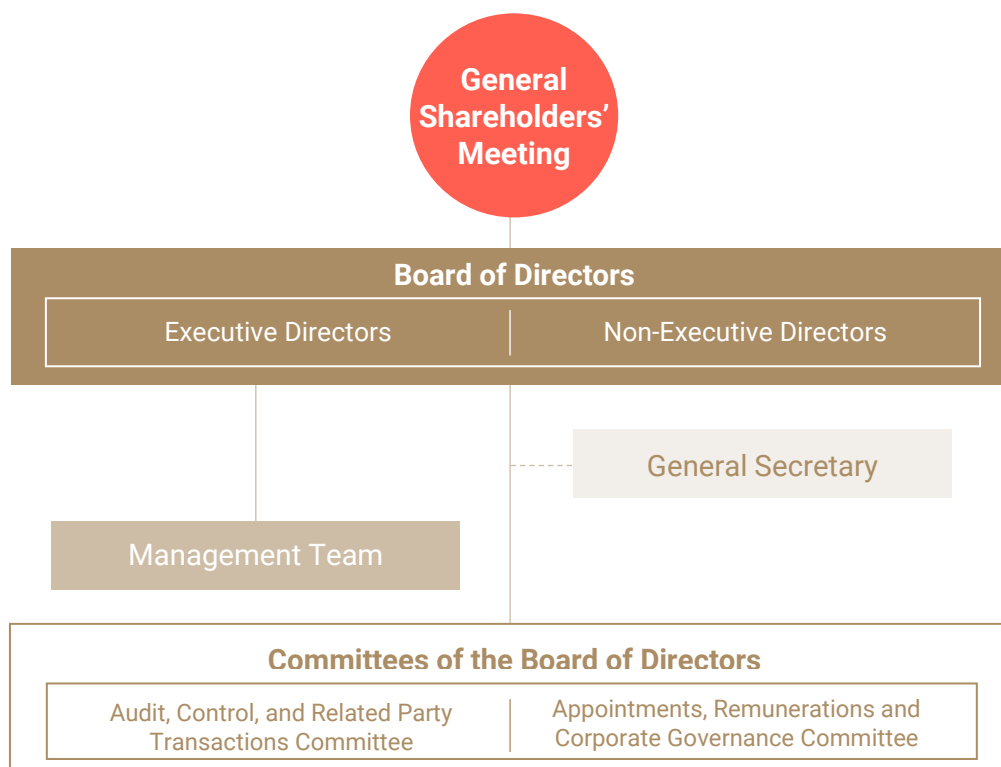 General
Shareholders’
Meeting
Board of Directors
Executive Directors
Non-Executive Directors
General Secretary
Management Team
Committees of the Board of Directors
Audit, Control, and Related Party
Transactions Committee
Appointments, Remunerations and
Corporate Governance Committee